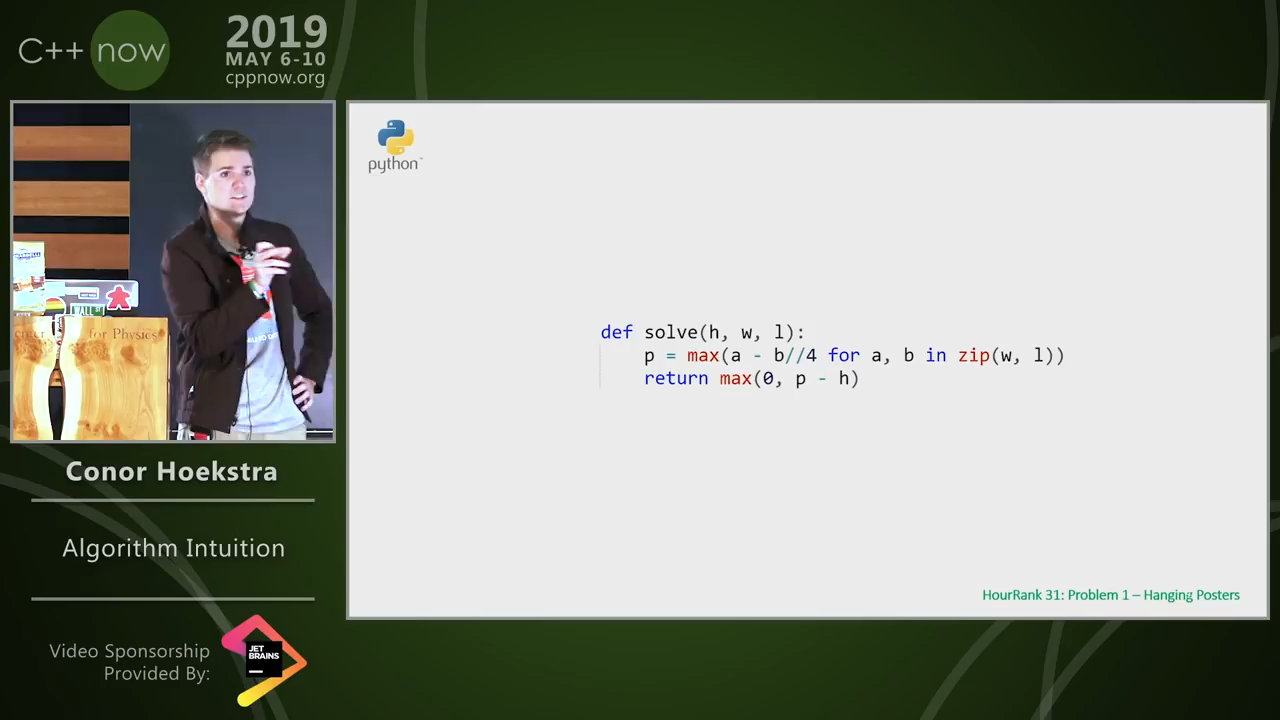 C++ now
2019
MAY 6-10
cppnow.org
python
def solve(h, w, l):
p = max(a - b//4 for a, b in zip(w, l))
return max(0, p - h)
HourRank 31: Problem 1 – Hanging Posters
for Physics
Conor Hoekstra
Algorithm Intuition
Video Sponsorship
Provided By:
JET
BRAINS